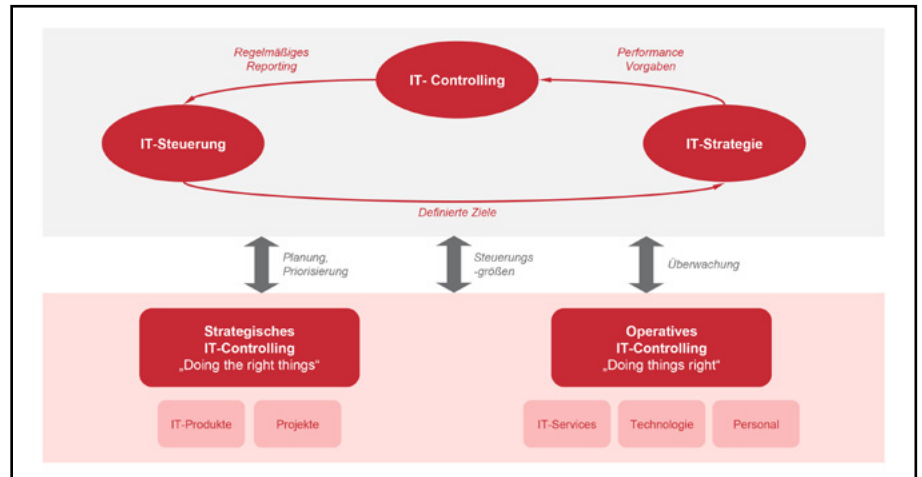 Regelmäßiges
Reporting
Performance
Vorgaben
IT- Controlling
IT-Steuerung
IT-Strategie
Definierte Ziele
Planung,
Priorisierung
Steuerungs
-größen
Überwachung
Strategisches
IT-Controlling
„Doing the right things“
Operatives
IT-Controlling
„Doing things right“
IT-Produkte
Projekte
IT-Services
Technologie
Personal